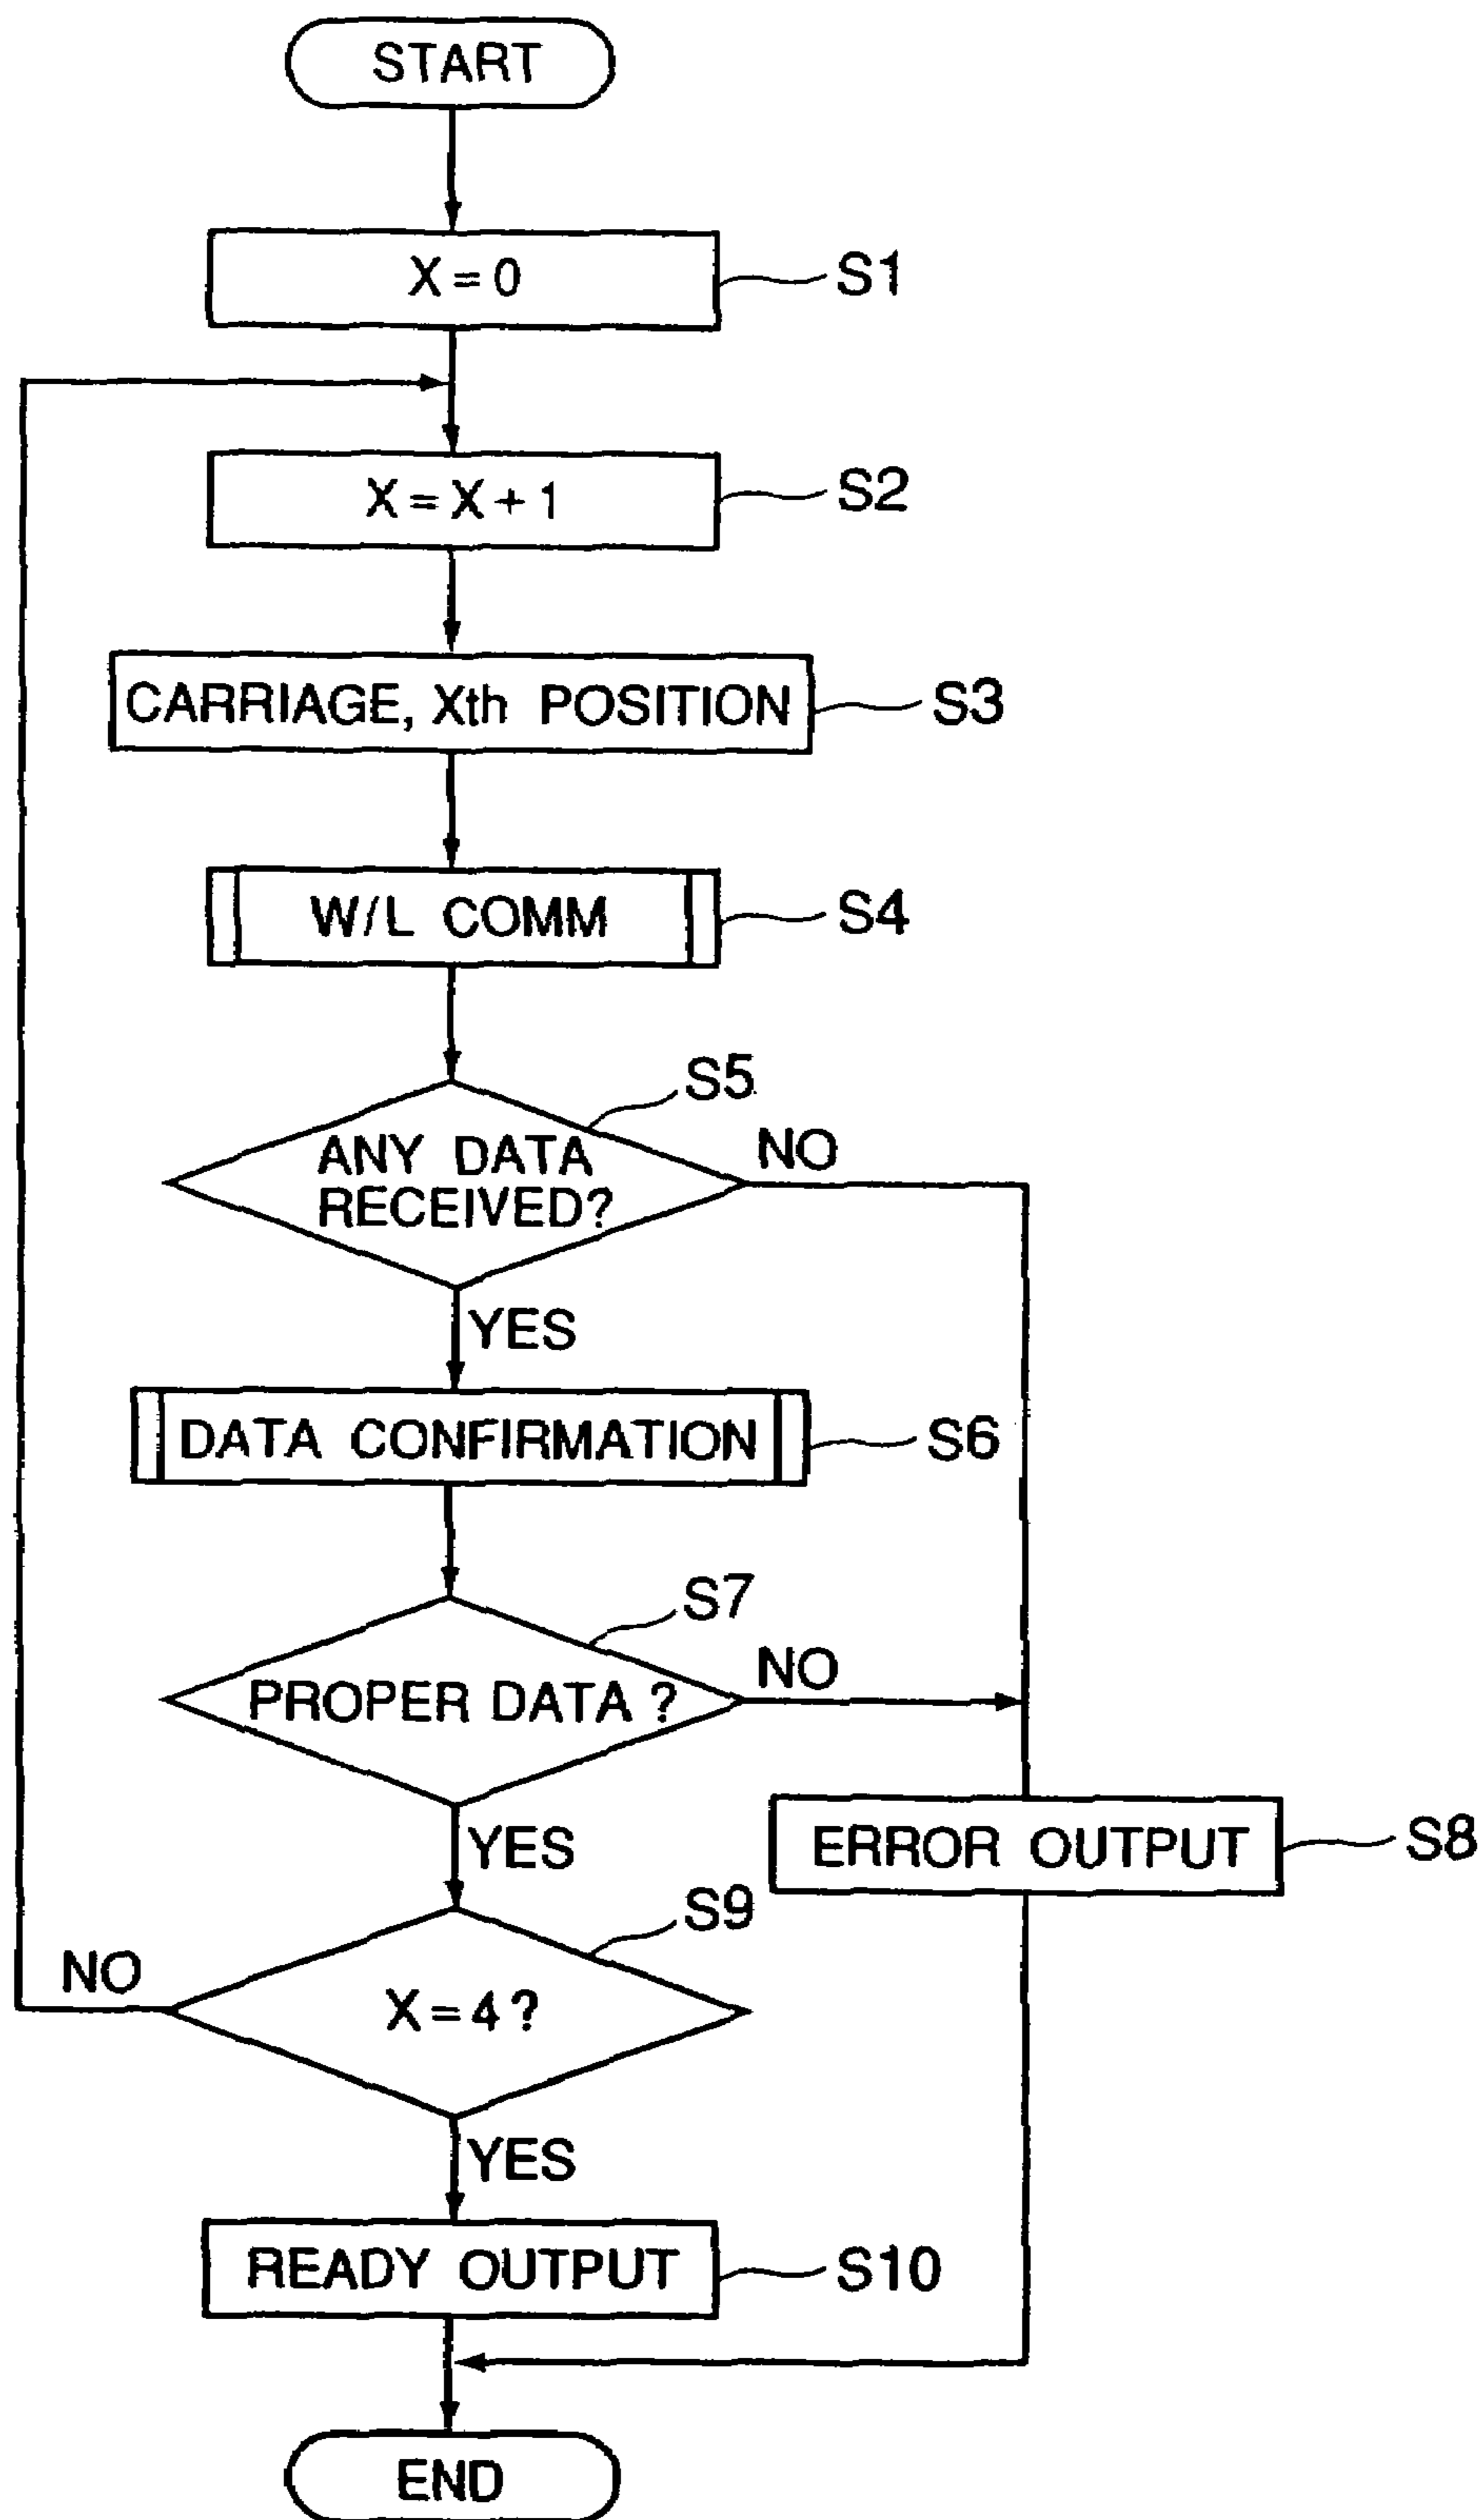 START
X=0
S1
X=X+1
S2
CARRIAGE, Xth POSITION
S3
W/L COMM
S4
S5
ANY DATA
RECEIVED?
NO
YES
DATA CONFIRMATION
S6
S7
PROPER DATA?
NO
YES
ERROR OUTPUT
S8
S9
X=4?
NO
YES
READY OUTPUT
S10
END